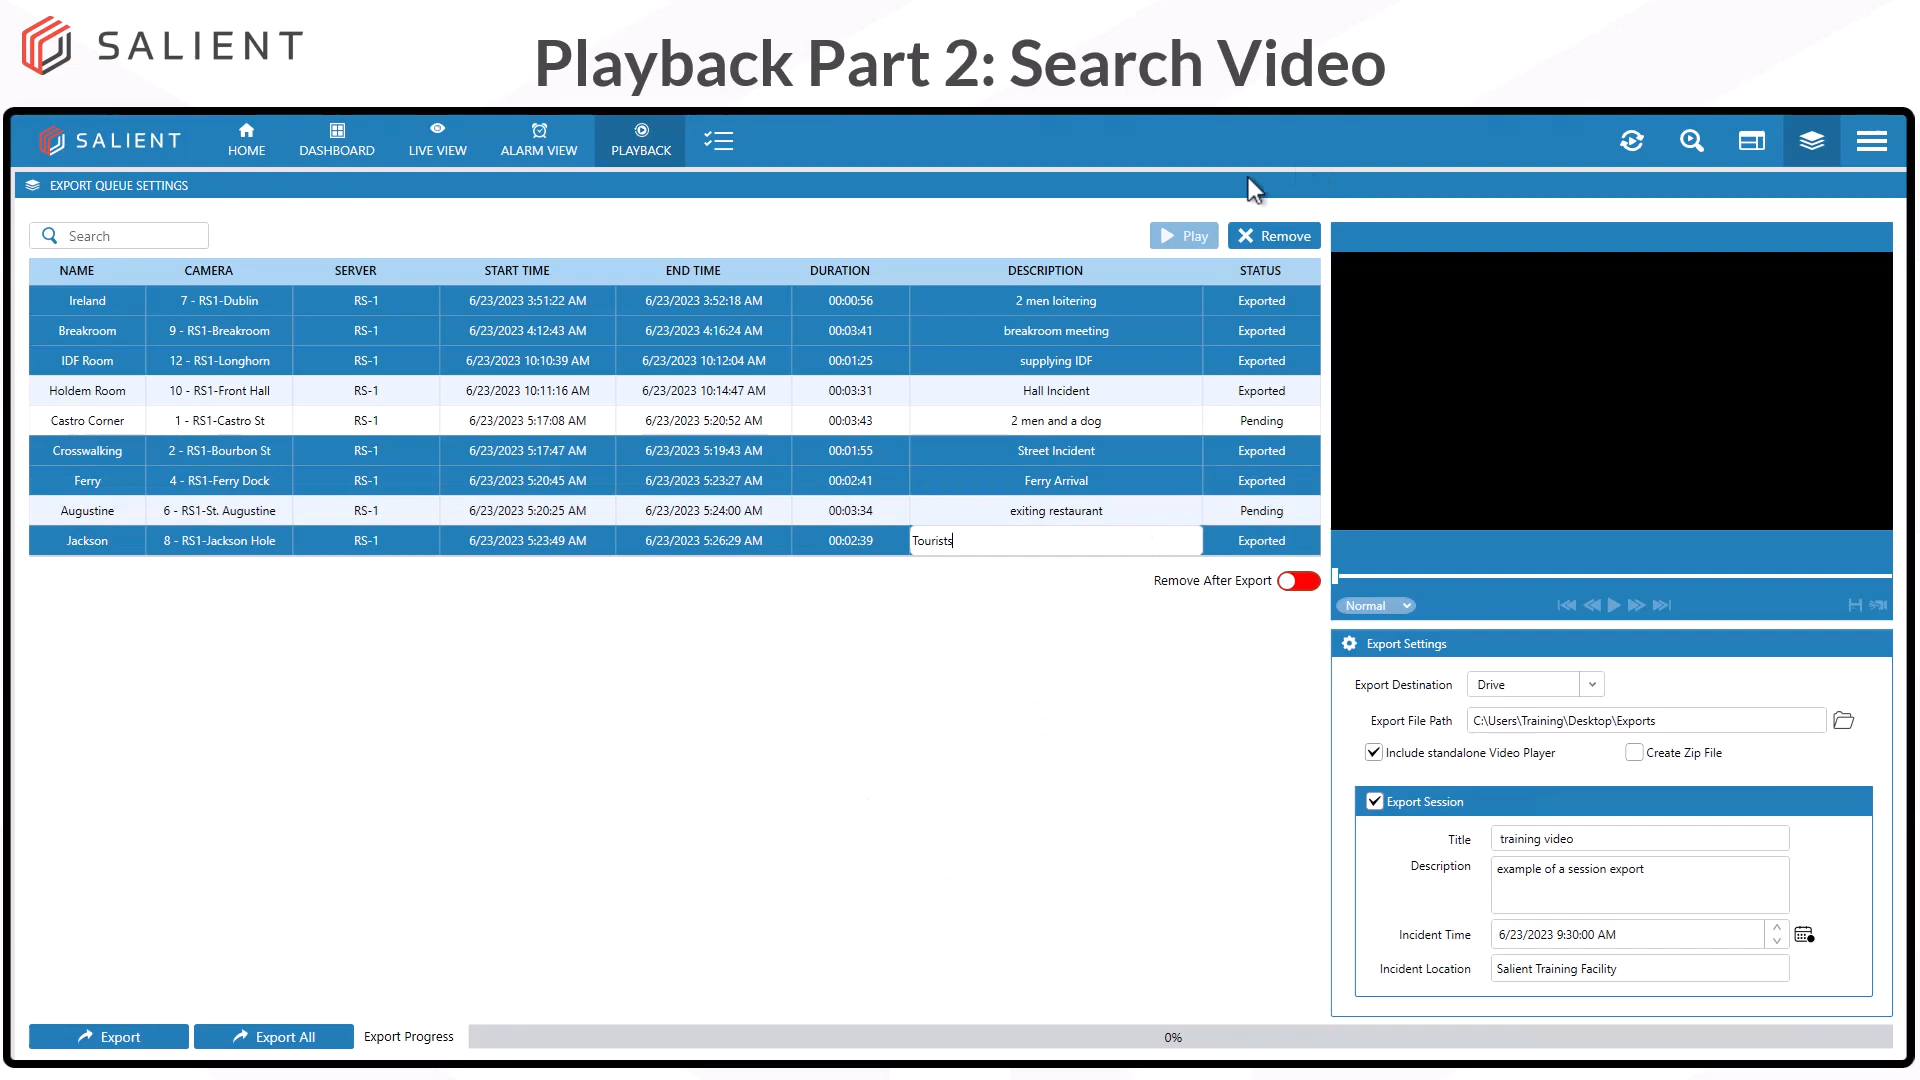 SALIENT
Playback Part 2: Search Video
SALIENT HOME DASHBOARD LIVE VIEW ALARM VIEW PLAYBACK
EXPORT QUEUE SETTINGS
Search Play Remove
NAME CAMERA SERVER START TIME END TIME DURATION DESCRIPTION STATUS
Ireland 7 - RS1-Dublin RS-1 6/23/2023 3:51:22 AM 6/23/2023 3:52:18 AM 00:00:56 2 men loitering Exported
Breakroom 9 - RS1-Breakroom RS-1 6/23/2023 4:12:43 AM 6/23/2023 4:16:24 AM 00:03:41 breakroom meeting Exported
IDF Room 12 - RS1-Longhorn RS-1 6/23/2023 10:10:39 AM 6/23/2023 10:12:04 AM 00:01:25 supplying IDF Exported
Holdem Room 10 - RS1-Front Hall RS-1 6/23/2023 10:11:16 AM 6/23/2023 10:14:47 AM 00:03:31 Hall Incident Exported
Castro Corner 1 - RS1-Castro St RS-1 6/23/2023 5:17:08 AM 6/23/2023 5:20:52 AM 00:03:43 2 men and a dog Pending
Crosswalking 2 - RS1-Bourbon St RS-1 6/23/2023 5:17:47 AM 6/23/2023 5:19:43 AM 00:01:55 Street Incident Exported
Ferry 4 - RS1-Ferry Dock RS-1 6/23/2023 5:20:45 AM 6/23/2023 5:23:27 AM 00:02:41 Ferry Arrival Exported
Augustine 6 - RS1-St. Augustine RS-1 6/23/2023 5:20:25 AM 6/23/2023 5:24:00 AM 00:03:34 exiting restaurant Pending
Jackson 8 - RS1-Jackson Hole RS-1 6/23/2023 5:23:49 AM 6/23/2023 5:26:29 AM 00:02:39 Tourists Exported
Remove After Export
Normal
Export Settings
Export Destination Drive
Export File Path C:\Users\Training\Desktop\Exports
Include standalone Video Player Create Zip File
Export Session
Title training video
Description example of a session export
Incident Time 6/23/2023 9:30:00 AM
Incident Location Salient Training Facility
Export Export All Export Progress 0%